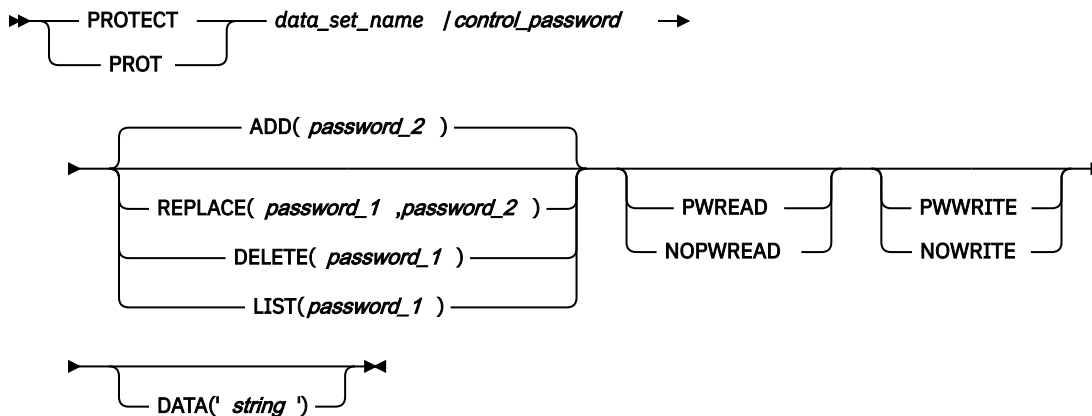 PROTECT data_set_name /control_password
PROT
ADD( password_2 )
REPLACE( password_1 ,password_2 ) PWREAD PWWRITE
DELETE( password_1 ) NOPWREAD NOWRITE
LIST(password_1 )
DATA(' string ')